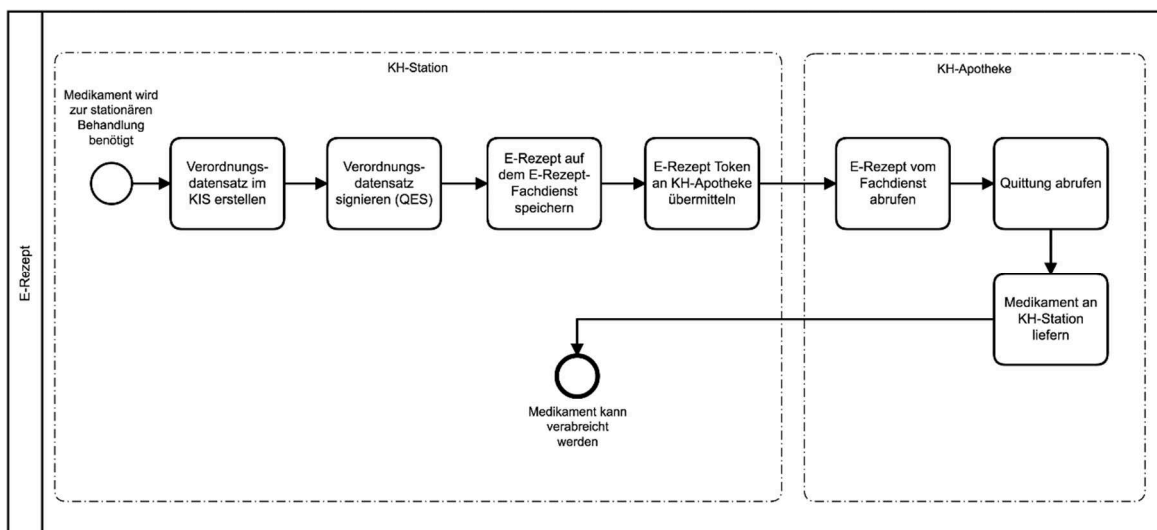 E-Rezept
KH-Station
KH-Apotheke
Medikament wird
zur stationären
Behandlung
benötigt
Verordnungs-
datensatz im
KIS erstellen
Verordnungs-
datensatz
signieren (QES)
E-Rezept auf
dem E-Rezept-
Fachdienst
speichern
E-Rezept Token
an KH-Apotheke
übermitteln
E-Rezept vom
Fachdienst
abrufen
Quittung abrufen
Medikament an
KH-Station
liefern
Medikament kann
verabreicht
werden